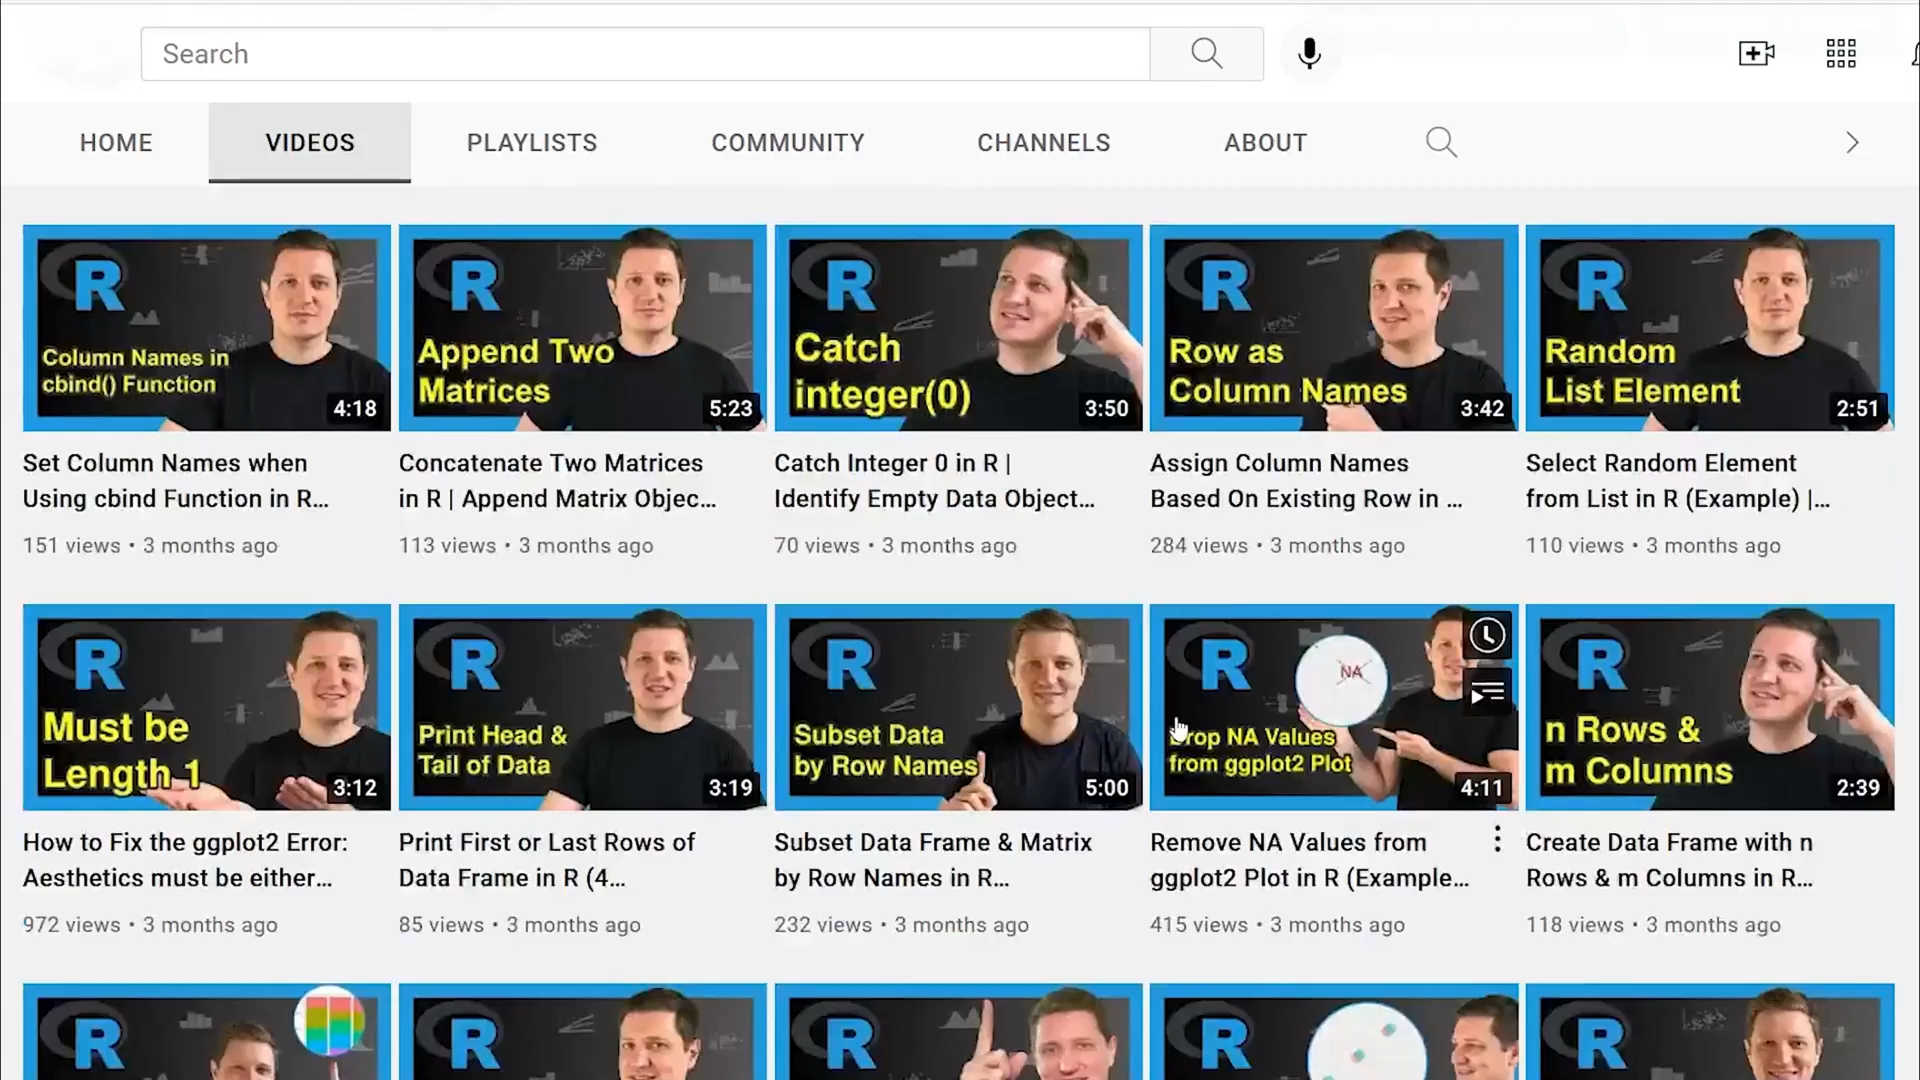 Search
HOME
VIDEOS
PLAYLISTS
COMMUNITY
CHANNELS
ABOUT
R
Column Names in
cbind() Function
4:18
R
Append Two
Matrices
5:23
R
Catch
integer(0)
3:50
R
Row as
Column Names
3:42
R
Random
List Element
2:51
Set Column Names when
Using cbind Function in R...
151 views • 3 months ago
Concatenate Two Matrices
in R | Append Matrix Objec...
113 views • 3 months ago
Catch Integer 0 in R |
Identify Empty Data Object...
70 views • 3 months ago
Assign Column Names
Based On Existing Row in ...
284 views • 3 months ago
Select Random Element
from List in R (Example) |...
110 views • 3 months ago
R
Must be
Length 1
3:12
R
Print Head &
Tail of Data
3:19
R
Subset Data
by Row Names
5:00
R
NA
Drop NA Values
from ggplot2 Plot
4:11
R
n Rows &
m Columns
2:39
How to Fix the ggplot2 Error:
Aesthetics must be either...
972 views • 3 months ago
Print First or Last Rows of
Data Frame in R (4...
85 views • 3 months ago
Subset Data Frame & Matrix
by Row Names in R...
232 views • 3 months ago
Remove NA Values from
ggplot2 Plot in R (Example...
415 views • 3 months ago
Create Data Frame with n
Rows & m Columns in R...
118 views • 3 months ago
R
R
R
R
R